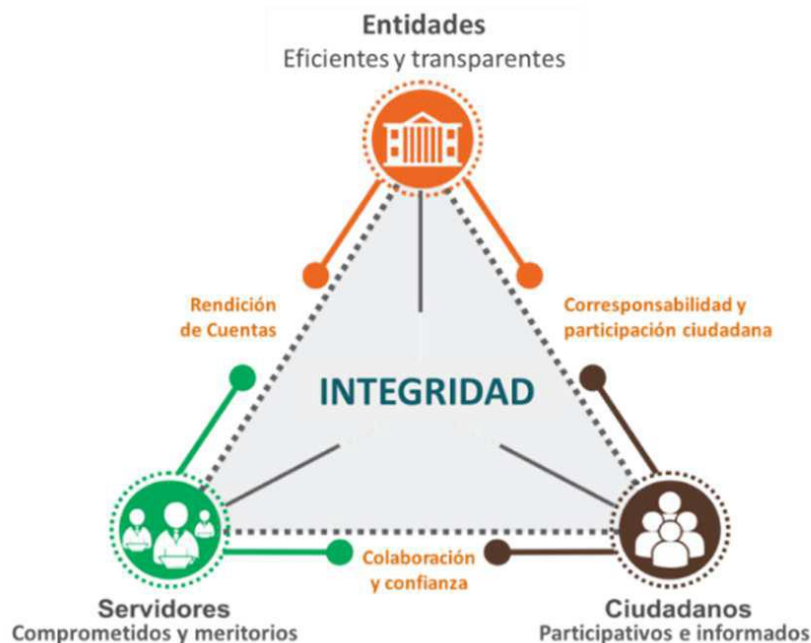 Entidades
Eficientes y transparentes
Rendición
de Cuentas
Corresponsabilidad y
participación ciudadana
INTEGRIDAD
Colaboración
y confianza
Servidores
Comprometidos y meritorios
Ciudadanos
Participativos e informados